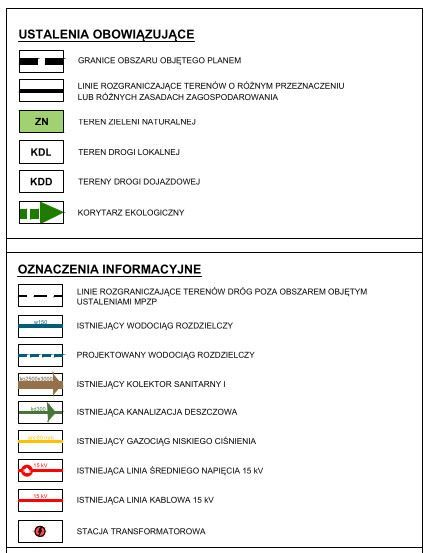 USTALENIA OBOWIĄZUJĄCE
GRANICE OBSZARU OBJĘTEGO PLANEM
LINIE ROZGRANICZAJĄCE TERENÓW O RÓŻNYM PRZEZNACZENIU
LUB RÓŻNYCH ZASADACH ZAGOSPODAROWANIA
ZN TEREN ZIELENI NATURALNEJ
KDL TEREN DROGI LOKALNEJ
KDD TERENY DROGI DOJAZDOWEJ
KORYTARZ EKOLOGICZNY
OZNACZENIA INFORMACYJNE
LINIE ROZGRANICZAJĄCE TERENÓW DRÓG POZA OBSZAREM OBJĘTYM
USTALENIAMI MPZP
w150 ISTNIEJĄCY WODOCIĄG ROZDZIELCZY
PROJEKTOWANY WODOCIĄG ROZDZIELCZY
ISTNIEJĄCY KOLEKTOR SANITARNY I
kd300 ISTNIEJĄCA KANALIZACJA DESZCZOWA
ISTNIEJĄCY GAZOCIĄG NISKIEGO CIŚNIENIA
15 kV ISTNIEJĄCA LINIA ŚREDNIEGO NAPIĘCIA 15 kV
15 kV ISTNIEJĄCA LINIA KABLOWA 15 kV
STACJA TRANSFORMATOROWA